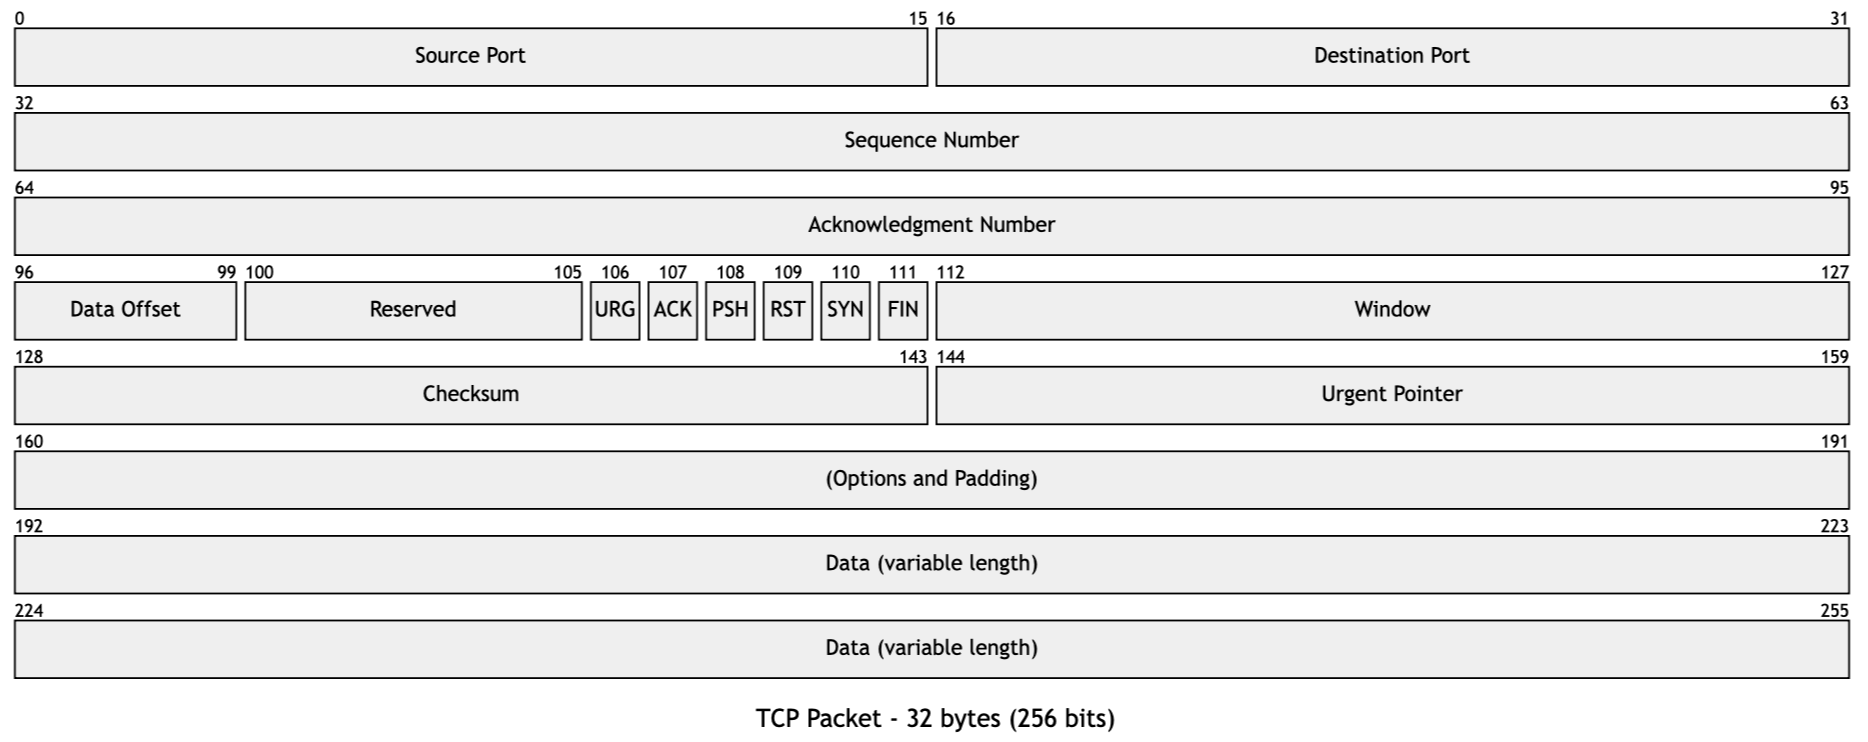 0 15 16 31
Source Port Destination Port
32 63
Sequence Number
64 95
Acknowledgment Number
96 99 100 105 106 107 108 109 110 111 112 127
Data Offset Reserved URG ACK PSH RST SYN FIN Window
128 143 144 159
Checksum Urgent Pointer
160 191
(Options and Padding)
192 223
Data (variable length)
224 255
Data (variable length)
TCP Packet - 32 bytes (256 bits)